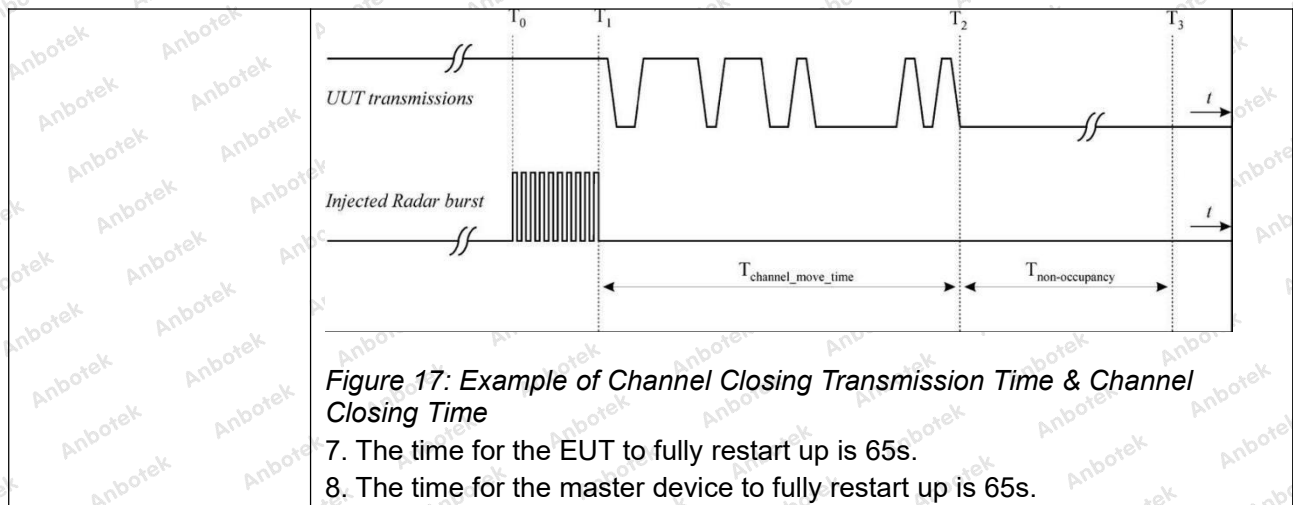 T0 T1 T2 T3
UUT transmissions
t
Injected Radar burst
t
Tchannel_move_time
Tnon-occupancy
Figure 17: Example of Channel Closing Transmission Time & Channel
Closing Time
7. The time for the EUT to fully restart up is 65s.
8. The time for the master device to fully restart up is 65s.
Anbotek